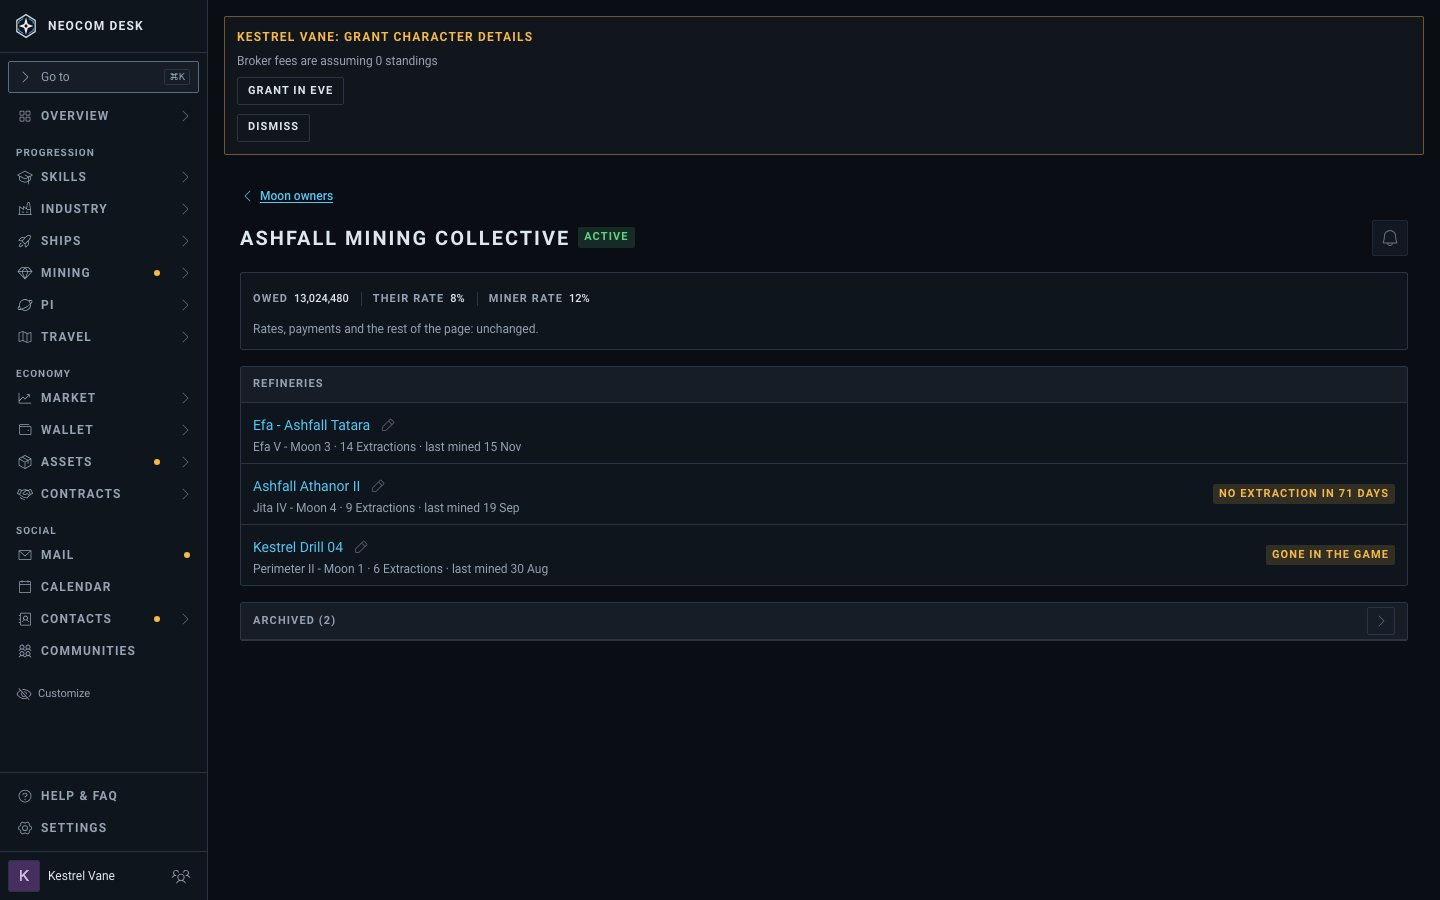 NEOCOM DESK
Go to ⌘K
OVERVIEW
PROGRESSION
SKILLS
INDUSTRY
SHIPS
MINING
PI
TRAVEL
ECONOMY
MARKET
WALLET
ASSETS
CONTRACTS
SOCIAL
MAIL
CALENDAR
CONTACTS
COMMUNITIES
Customize
HELP & FAQ
SETTINGS
K Kestrel Vane
KESTREL VANE: GRANT CHARACTER DETAILS
Broker fees are assuming 0 standings
GRANT IN EVE
DISMISS
Moon owners
ASHFALL MINING COLLECTIVE ACTIVE
OWED 13,024,480 THEIR RATE 8% MINER RATE 12%
Rates, payments and the rest of the page: unchanged.
REFINERIES
Efa - Ashfall Tatara
Efa V - Moon 3 · 14 Extractions · last mined 15 Nov
Ashfall Athanor II
Jita IV - Moon 4 · 9 Extractions · last mined 19 Sep
NO EXTRACTION IN 71 DAYS
Kestrel Drill 04
Perimeter II - Moon 1 · 6 Extractions · last mined 30 Aug
GONE IN THE GAME
ARCHIVED (2)